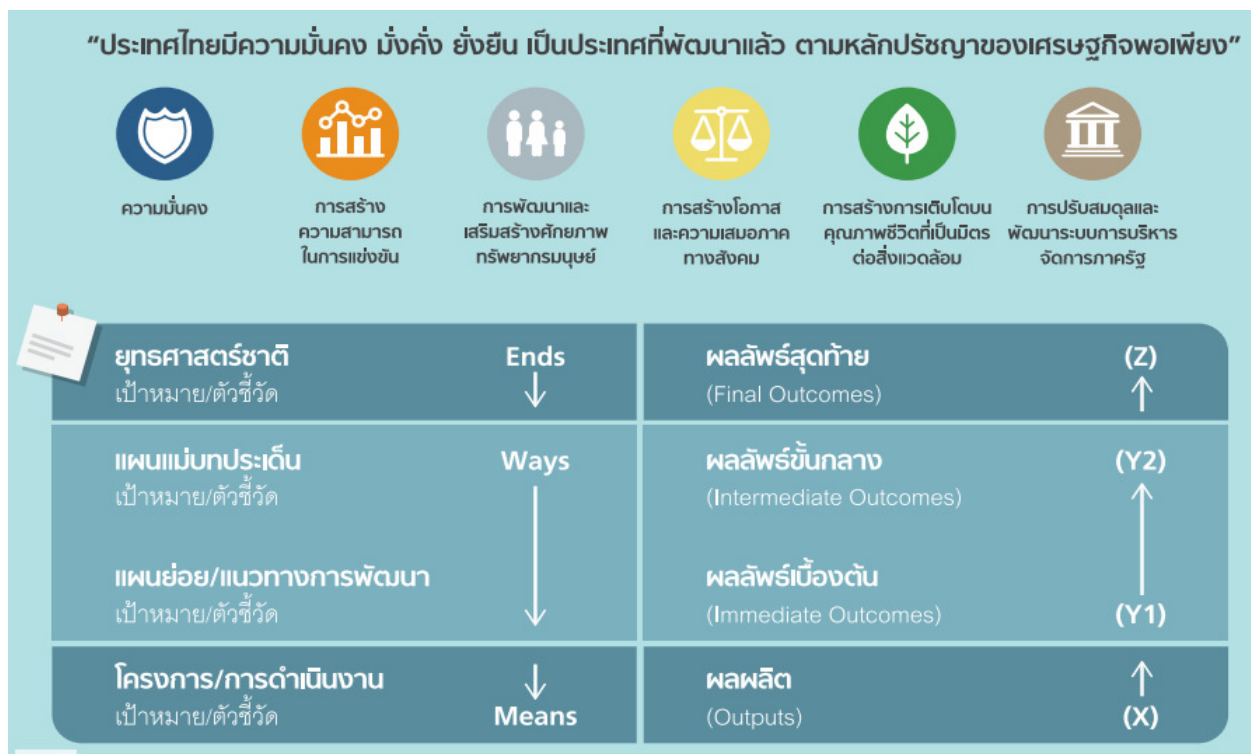 “ประเทศไทยมีความมั่นคง มั่งคั่ง ยั่งยืน เป็นประเทศที่พัฒนาแล้ว ตามหลักปรัชญาของเศรษฐกิจพอเพียง”
ความมั่นคง
การสร้าง
ความสามารถ
ในการแข่งขัน
การพัฒนาและ
เสริมสร้างศักยภาพ
ทรัพยากรมนุษย์
การสร้างโอกาส
และความเสมอภาค
ทางสังคม
การสร้างการเติบโตบน
คุณภาพชีวิตที่เป็นมิตร
ต่อสิ่งแวดล้อม
การปรับสมดุลและ
พัฒนาระบบการบริหาร
จัดการภาครัฐ
ยุทธศาสตร์ชาติ Ends
เป้าหมาย/ตัวชี้วัด
ผลลัพธ์สุดท้าย (Z)
(Final Outcomes)
แผนแม่บทประเด็น Ways
เป้าหมาย/ตัวชี้วัด
ผลลัพธ์ขั้นกลาง (Y2)
(Intermediate Outcomes)
แผนย่อย/แนวทางการพัฒนา
เป้าหมาย/ตัวชี้วัด
ผลลัพธ์เบื้องต้น
(Immediate Outcomes) (Y1)
โครงการ/การดำเนินงาน
เป้าหมาย/ตัวชี้วัด Means
ผลผลิต
(Outputs) (X)